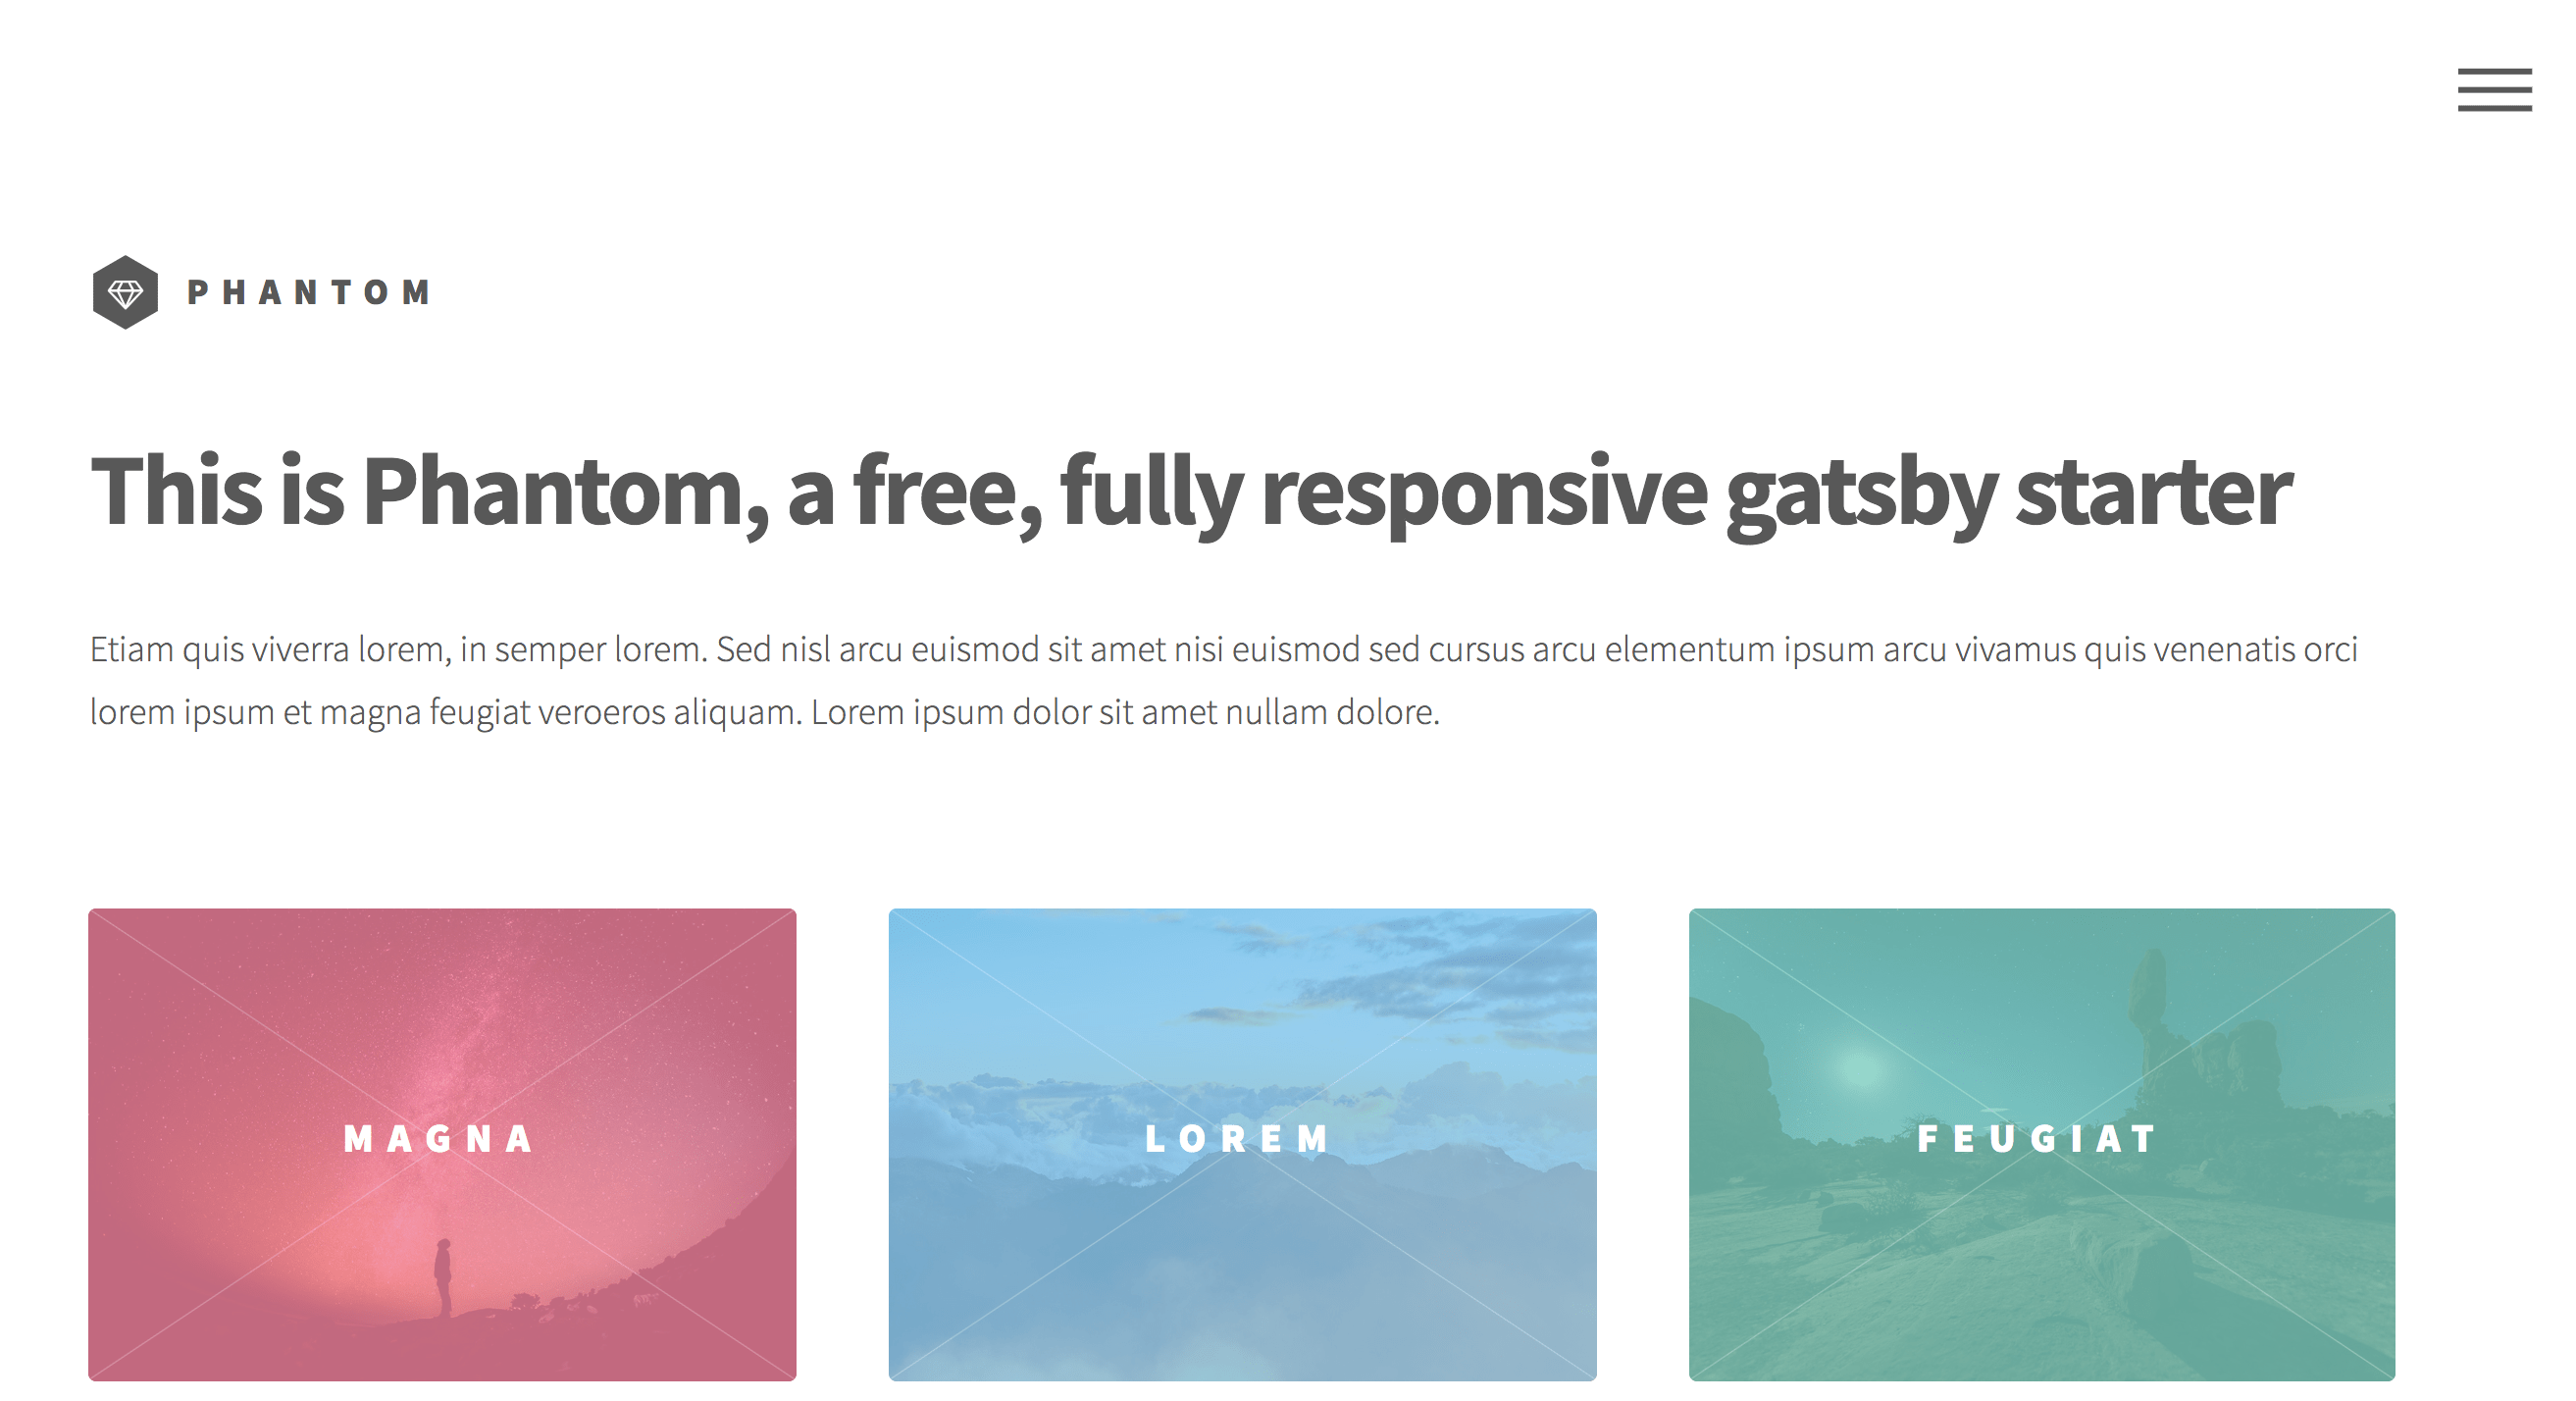 PHANTOM
This is Phantom, a free, fully responsive gatsby starter
Etiam quis viverra lorem, in semper lorem. Sed nisl arcu euismod sit amet nisi euismod sed cursus arcu elementum ipsum arcu vivamus quis venenatis orci
lorem ipsum et magna feugiat veroeros aliquam. Lorem ipsum dolor sit amet nullam dolore.
MAGNA
LOREM
FEUGIAT